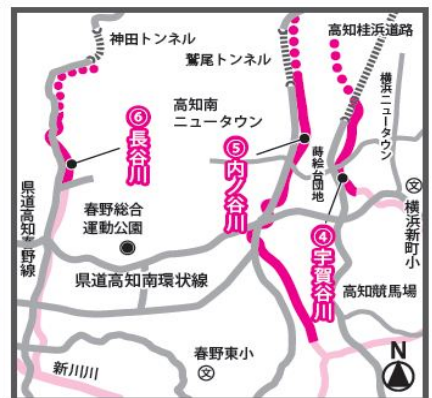 神田トンネル
鷲尾トンネル
高知桂浜道路
横浜ニュータウン
高知南
ニュータウン
⑥長谷川
⑤内ノ谷川
蒔絵台団地
文
横浜新町小
県道高知春野線
春野総合
運動公園
④宇賀谷川
県道高知南環状線
高知競馬場
新川川
春野東小
文
N